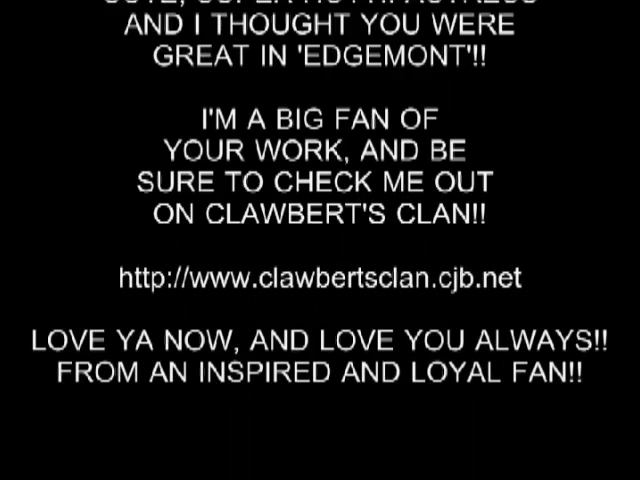 AND I THOUGHT YOU WERE
GREAT IN 'EDGEMONT'!!
I'M A BIG FAN OF
YOUR WORK, AND BE
SURE TO CHECK ME OUT
ON CLAWBERT'S CLAN!!
http://www.clawbertsclan.cjb.net
LOVE YA NOW, AND LOVE YOU ALWAYS!!
FROM AN INSPIRED AND LOYAL FAN!!